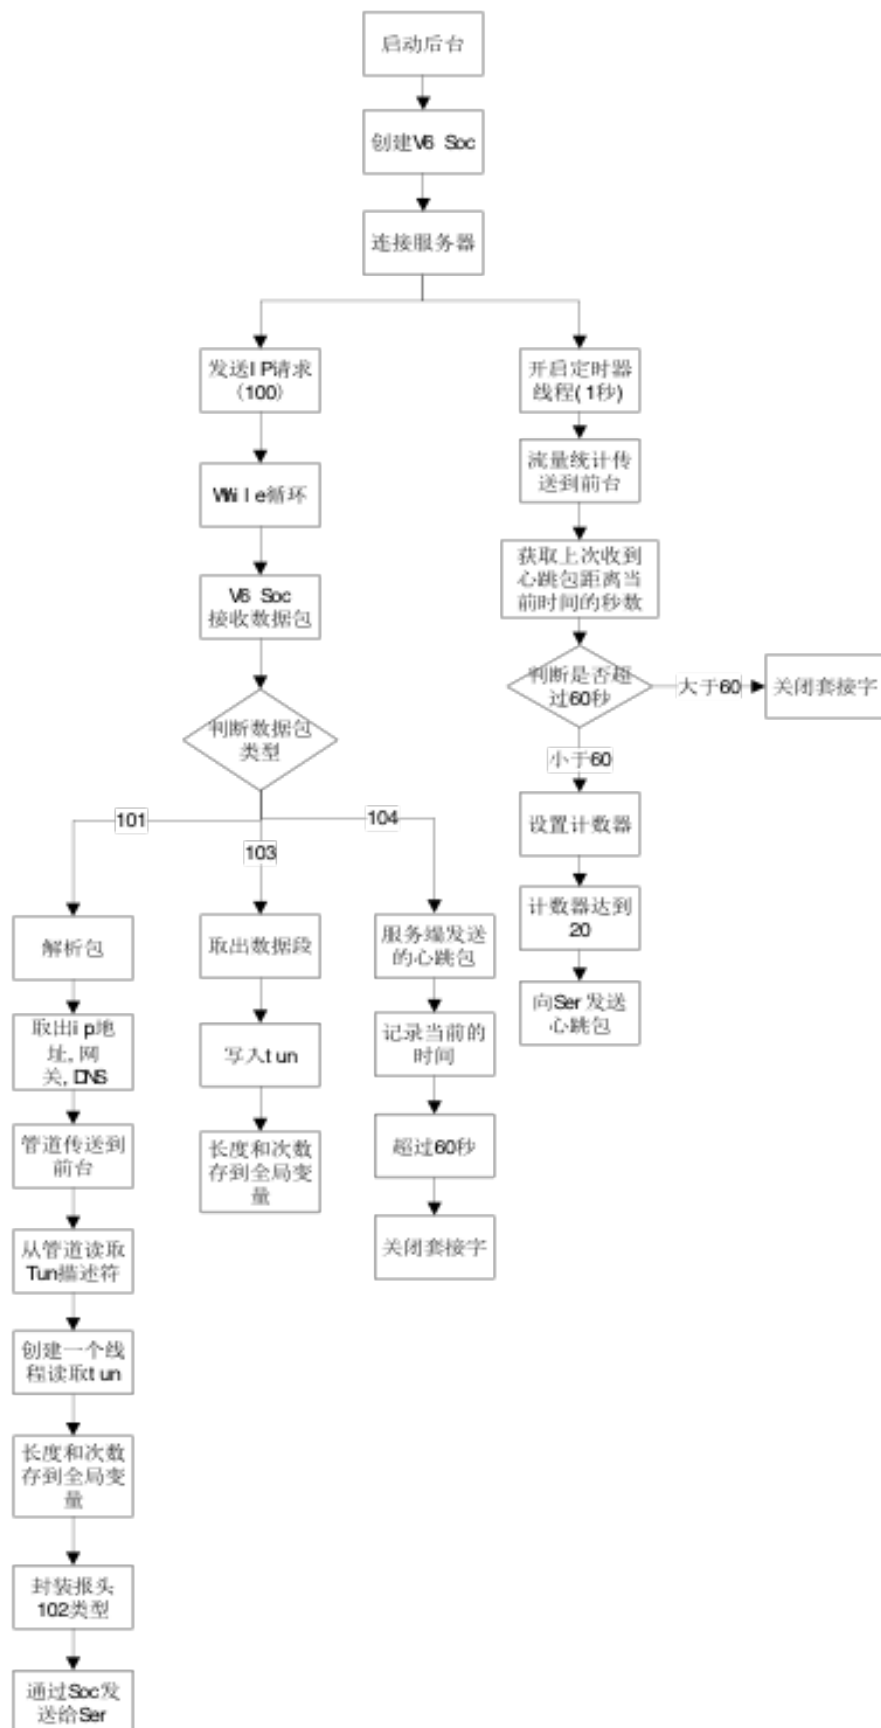 启动后台
创建V6 Soc
连接服务器
发送IP请求
(100)
While循环
V6 Soc
接收数据包
判断数据包
类型
101
103
104
解析包
取出ip地
址,网
关,DNS
管道传送到
前台
从管道读取
Tun描述符
创建一个线
程读取tun
长度和次数
存到全局变
量
封装报头
102类型
通过Soc发
送给Ser
取出数据段
写入tun
长度和次数
存到全局变
量
服务端发送
的心跳包
记录当前的
时间
超过60秒
关闭套接字
开启定时器
线程(1秒)
流量统计传
送到前台
获取上次收到
心跳包距离当
前时间的秒数
判断是否超
过60秒
大于60
关闭套接字
小于60
设置计数器
计数器达到
20
向Ser发送
心跳包